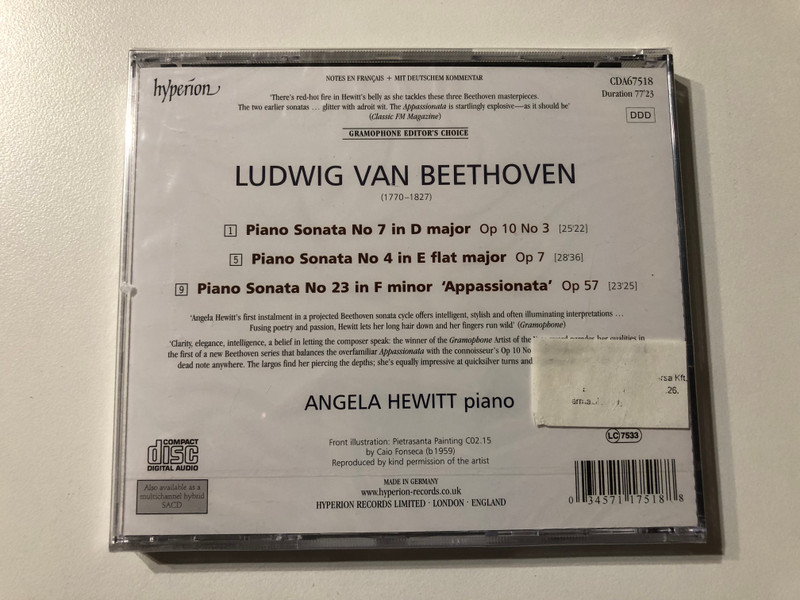 hyperion
NOTES EN FRANÇAIS + MIT DEUTSCHEM KOMMENTAR
CDA67518
Duration 77'23
DDD
'There's red-hot fire in Hewitt's belly as she tackles these three Beethoven masterpieces.
The two earlier sonatas … glitter with adroit wit. The Appassionata is startlingly explosive—as it should be'
(Classic FM Magazine)
GRAMOPHONE EDITOR'S CHOICE
LUDWIG VAN BEETHOVEN
(1770–1827)
1 Piano Sonata No 7 in D major Op 10 No 3 [25'22]
5 Piano Sonata No 4 in E flat major Op 7 [28'36]
9 Piano Sonata No 23 in F minor 'Appassionata' Op 57 [23'25]
'Angela Hewitt's first instalment in a projected Beethoven sonata cycle offers intelligent, stylish and often illuminating interpretations …
Fusing poetry and passion, Hewitt lets her long hair down and her fingers run wild' (Gramophone)
'Clarity, elegance, intelligence, a belief in letting the composer speak: the winner of the Gramophone Artist of the her qualities in
the first of a new Beethoven series that balances the overfamiliar Appassionata with the connoisseur's Op 10 No
dead note anywhere. The largos find her piercing the depths; she's equally impressive at quicksilver turns and
Kft.
26.
ANGELA HEWITT piano
LC 7533
COMPACT
disc
DIGITAL AUDIO
Front illustration: Pietrasanta Painting C02.15
by Caio Fonseca (b1959)
Reproduced by kind permission of the artist
Also available as a
multichannel hybrid
SACD
MADE IN GERMANY
www.hyperion-records.co.uk
HYPERION RECORDS LIMITED · LONDON · ENGLAND
0 34571 17518 8